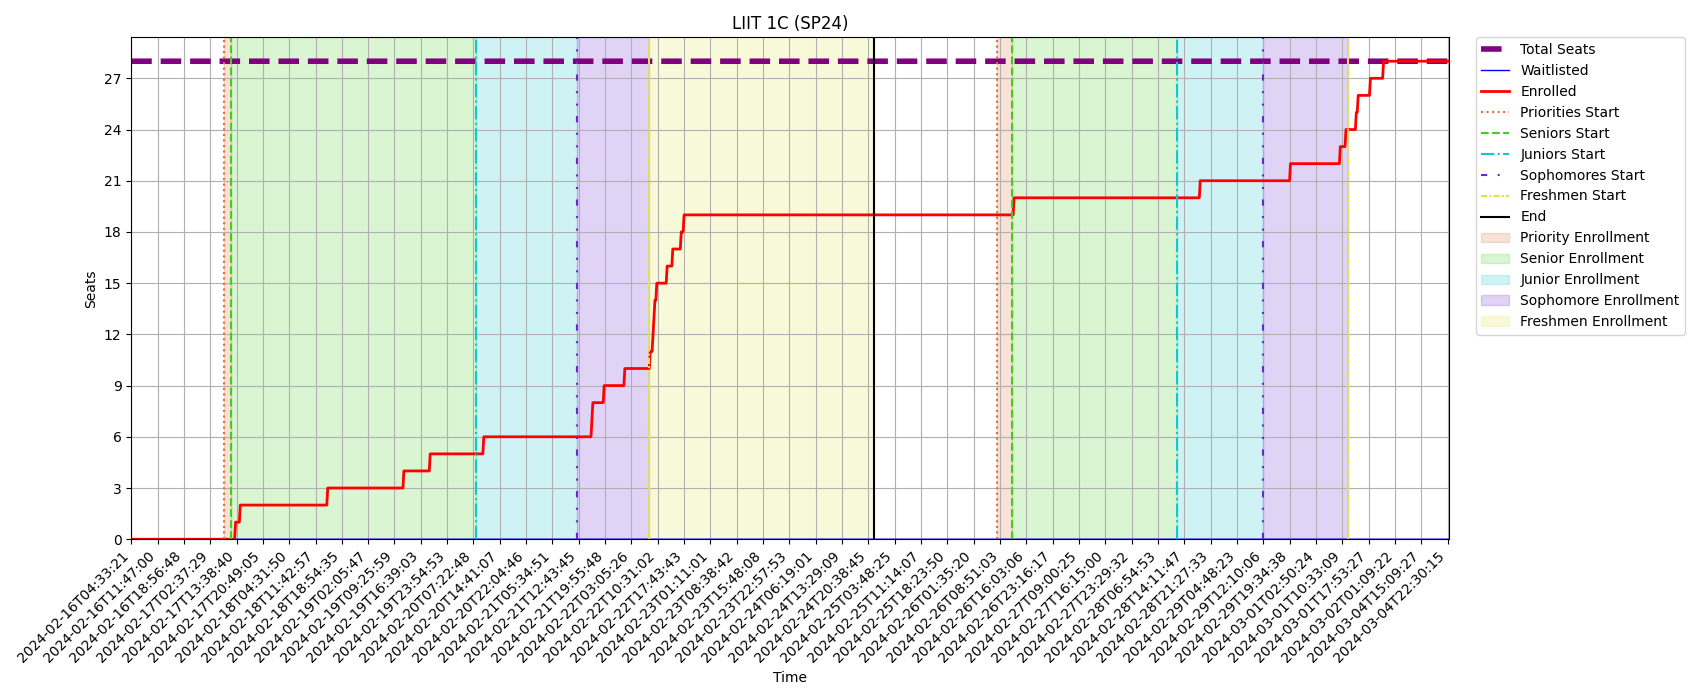 LIIT 1C (SP24)
Seats
27
24
21
18
15
12
9
6
3
0
2024-02-16T04:33:21
2024-02-16T11:47:00
2024-02-16T18:56:48
2024-02-17T02:37:29
2024-02-17T13:38:40
2024-02-17T20:49:05
2024-02-18T04:31:50
2024-02-18T11:42:57
2024-02-18T18:54:35
2024-02-19T02:05:47
2024-02-19T09:25:59
2024-02-19T16:39:03
2024-02-19T23:54:53
2024-02-20T07:22:48
2024-02-20T14:41:07
2024-02-20T22:04:46
2024-02-21T05:34:51
2024-02-21T12:43:45
2024-02-21T19:55:48
2024-02-22T03:05:26
2024-02-22T10:31:02
2024-02-22T17:43:43
2024-02-23T01:11:01
2024-02-23T08:38:42
2024-02-23T15:48:08
2024-02-23T22:57:53
2024-02-24T06:19:01
2024-02-24T13:29:09
2024-02-24T20:38:45
2024-02-25T03:48:25
2024-02-25T11:14:07
2024-02-25T18:23:50
2024-02-26T01:35:20
2024-02-26T08:51:03
2024-02-26T16:03:06
2024-02-26T23:16:17
2024-02-27T09:00:25
2024-02-27T16:15:00
2024-02-27T23:29:32
2024-02-28T06:54:53
2024-02-28T14:11:47
2024-02-28T21:27:33
2024-02-29T04:48:23
2024-02-29T12:10:06
2024-02-29T19:34:38
2024-03-01T02:50:24
2024-03-01T10:33:09
2024-03-01T17:53:27
2024-03-02T01:09:22
2024-03-04T15:09:27
2024-03-04T22:30:15
Time
Total Seats
Waitlisted
Enrolled
Priorities Start
Seniors Start
Juniors Start
Sophomores Start
Freshmen Start
End
Priority Enrollment
Senior Enrollment
Junior Enrollment
Sophomore Enrollment
Freshmen Enrollment